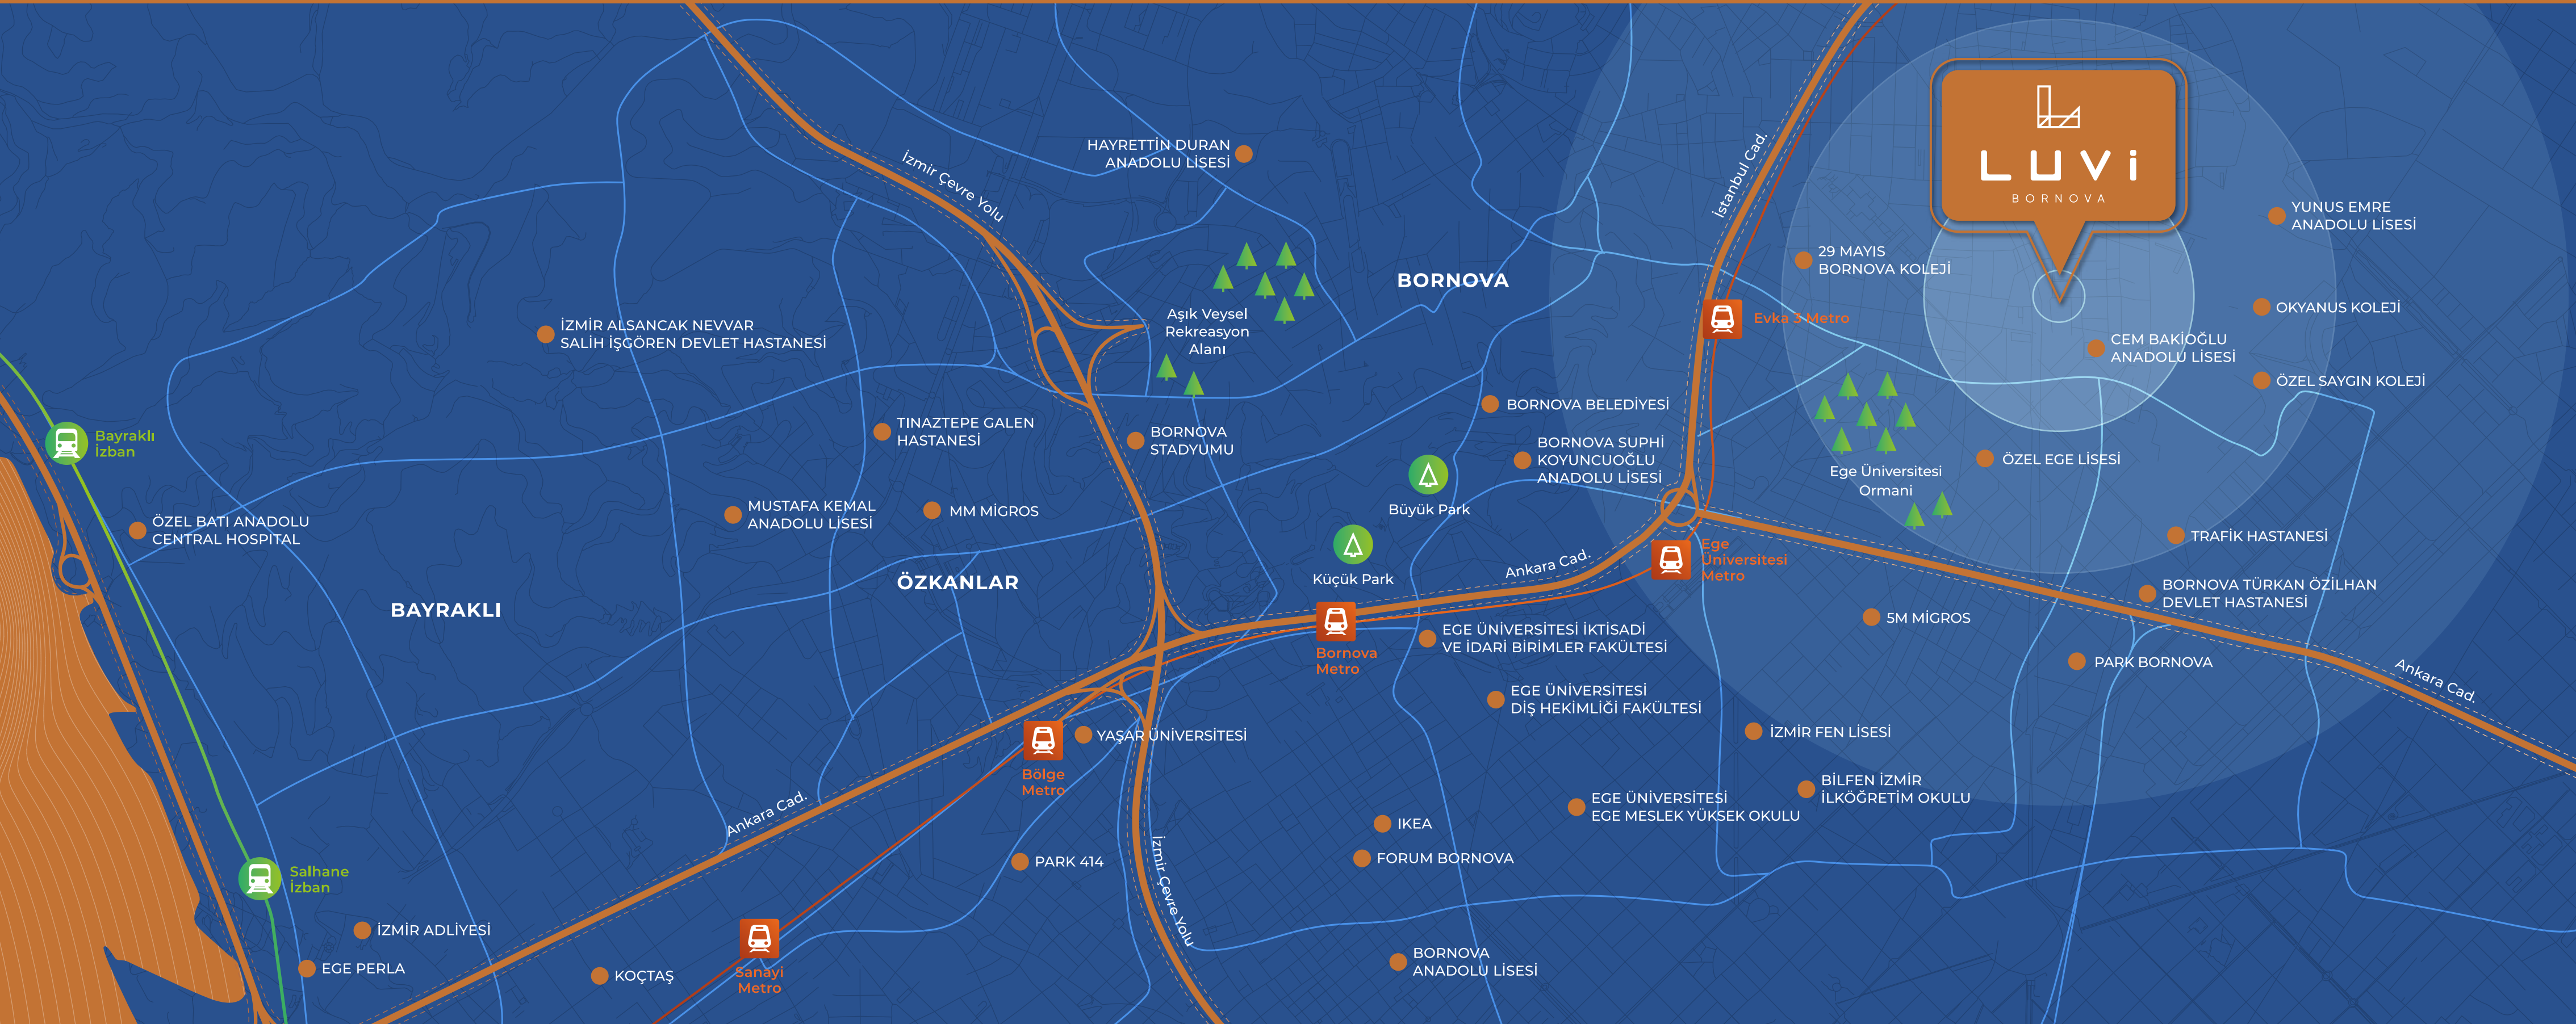 LUVi
BORNOVA
İzmir Çevre Yolu
HAYRETTİN DURAN
ANADOLU LİSESİ
İstanbul Cad.
YUNUS EMRE
ANADOLU LİSESİ
29 MAYIS
BORNOVA KOLEJİ
BORNOVA
Aşık Veysel
Rekreasyon
Alanı
Evka 3 Metro
OKYANUS KOLEJİ
İZMİR ALSANCAK NEVVAR
SALİH İŞGÖREN DEVLET HASTANESİ
CEM BAKİOĞLU
ANADOLU LİSESİ
ÖZEL SAYGIN KOLEJİ
BORNOVA BELEDİYESİ
TINAZTEPE GALEN
HASTANESİ
BORNOVA
STADYUMU
Bayraklı
İzban
BORNOVA SUPHİ
KOYUNCUOĞLU
ANADOLU LİSESİ
ÖZEL EGE LİSESİ
Ege Üniversitesi
Ormani
Büyük Park
MUSTAFA KEMAL
ANADOLU LİSESİ
MM MİGROS
ÖZEL BATI ANADOLU
CENTRAL HOSPITAL
TRAFİK HASTANESİ
Ege
Üniversitesi
Metro
Ankara Cad.
Küçük Park
ÖZKANLAR
BAYRAKLI
BORNOVA TÜRKAN ÖZİLHAN
DEVLET HASTANESİ
5M MİGROS
EGE ÜNİVERSİTESİ İKTİSADİ
VE İDARİ BİRİMLER FAKÜLTESİ
Bornova
Metro
PARK BORNOVA
Ankara Cad.
EGE ÜNİVERSİTESİ
DİŞ HEKİMLİĞİ FAKÜLTESİ
YAŞAR ÜNİVERSİTESİ
İZMİR FEN LİSESİ
Bölge
Metro
BİLFEN İZMİR
İLKÖĞRETİM OKULU
EGE ÜNİVERSİTESİ
EGE MESLEK YÜKSEK OKULU
Ankara Cad.
IKEA
FORUM BORNOVA
PARK 414
İzmir Çevre Yolu
Salhane
İzban
İZMİR ADLİYESİ
EGE PERLA
KOÇTAŞ
Sanayi
Metro
BORNOVA
ANADOLU LİSESİ